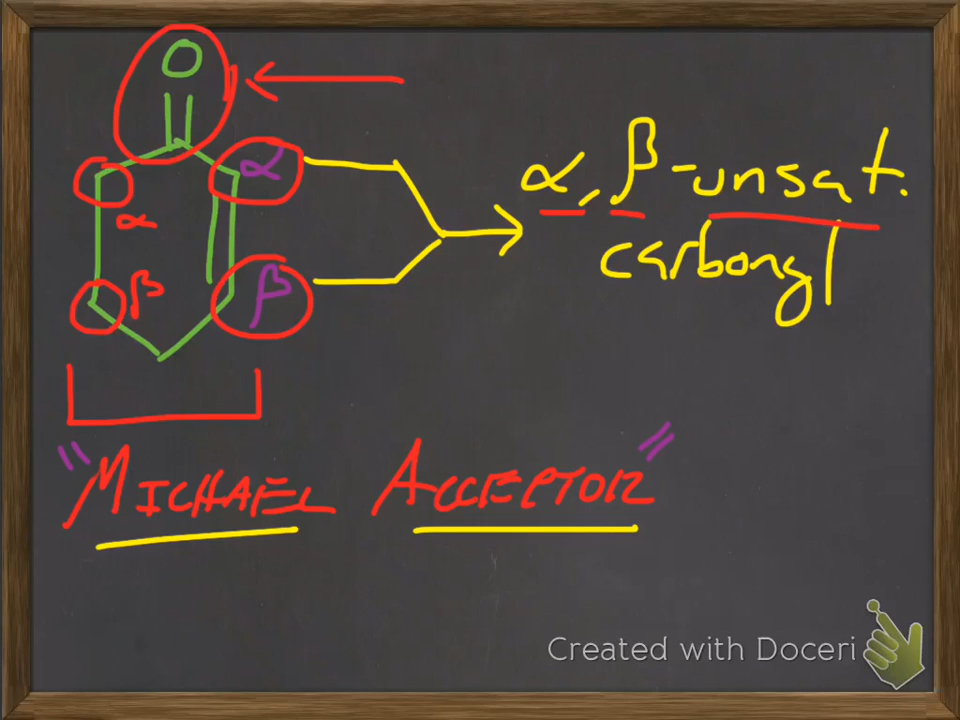 O
α
α, β-unsat.
carbonyl
α
β
β
"MICHAEL ACCEPTOR"
Created with Doceri